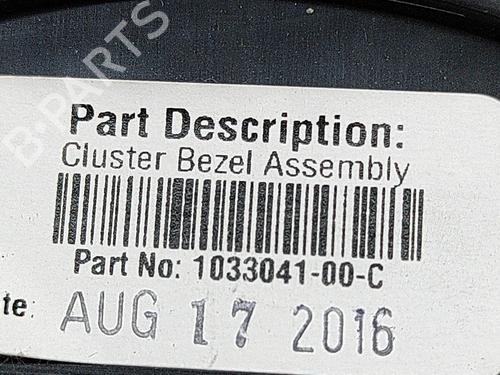 B-PARTS
Part Description:
Cluster Bezel Assembly
Part No: 1033041-00-C
te: AUG 17 2016